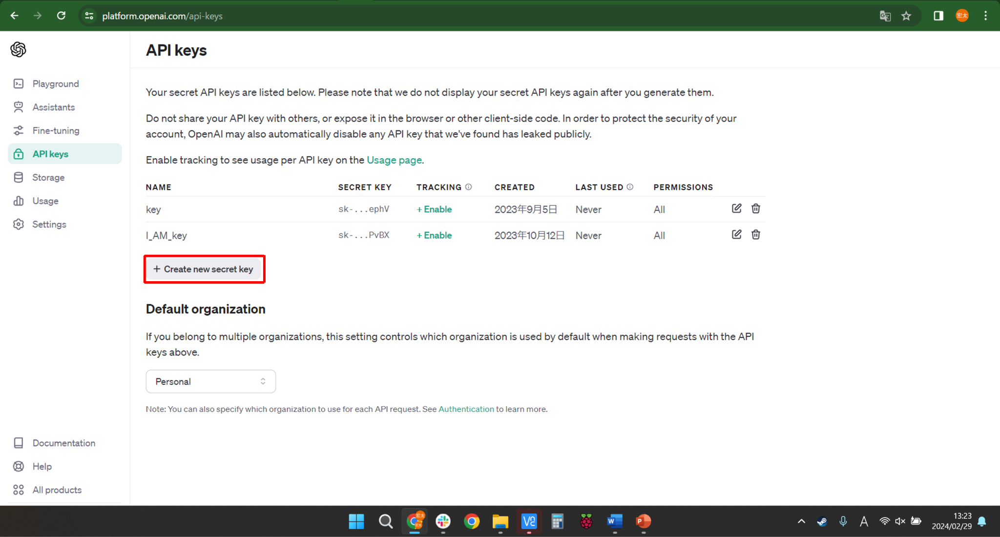 platform.openai.com/api-keys
宏太
API keys
Playground
Assistants
Fine-tuning
API keys
Storage
Usage
Settings
Your secret API keys are listed below. Please note that we do not display your secret API keys again after you generate them.
Do not share your API key with others, or expose it in the browser or other client-side code. In order to protect the security of your
account, OpenAI may also automatically disable any API key that we've found has leaked publicly.
Enable tracking to see usage per API key on the Usage page.
NAME SECRET KEY TRACKING CREATED LAST USED PERMISSIONS
key sk-...ephV + Enable 2023年9月5日 Never All
I_AM_key sk-...PvBX + Enable 2023年10月12日 Never All
+ Create new secret key
Default organization
If you belong to multiple organizations, this setting controls which organization is used by default when making requests with the API
keys above.
Personal
Note: You can also specify which organization to use for each API request. See Authentication to learn more.
Documentation
Help
All products
A
13:23
2024/02/29